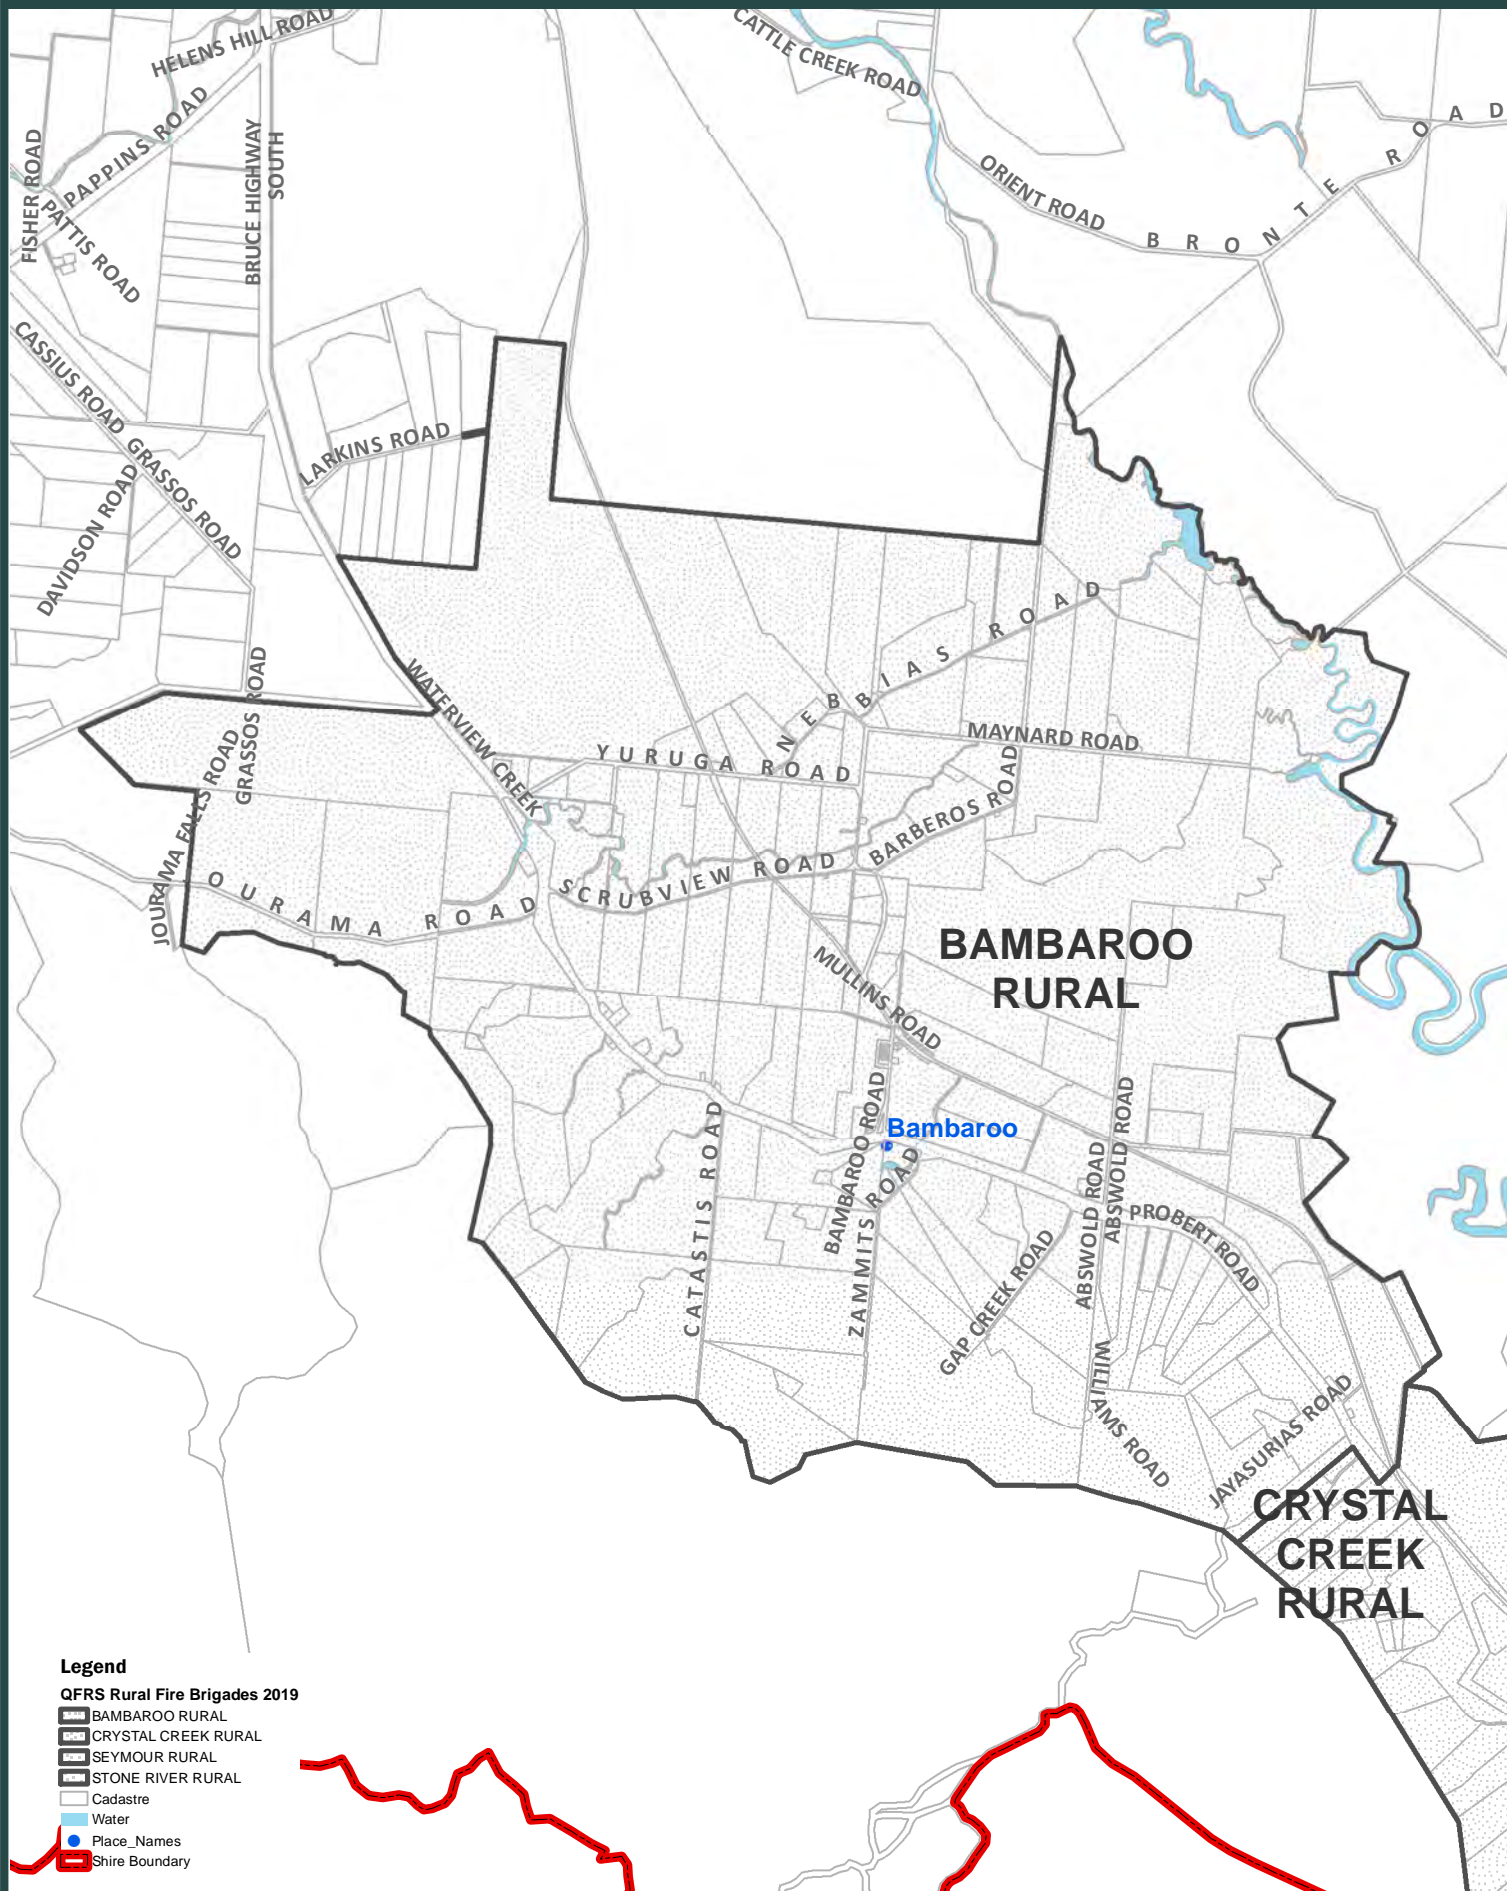 HELENS HILL ROAD
CATTLE CREEK ROAD
PAPPINS ROAD
FISHER ROAD
BRUCE HIGHWAY
SOUTH
PATTIS ROAD
ORIENT ROAD
BRONTE ROAD
CASSIUS ROAD
GRASSOS ROAD
DAVIDSON ROAD
LARKINS ROAD
NEBBIAS ROAD
GRASSOS ROAD
WATERVIEW CREEK
YURUGA ROAD
MAYNARD ROAD
JOURAMA FALLS ROAD
BARBEROS ROAD
SCRUBVIEW ROAD
OURAMA ROAD
BAMBAROO
RURAL
MULLINS ROAD
BAMBAROO ROAD
Bambaroo
CATASTIS ROAD
BAMBAROO ROAD
ZAMMITS ROAD
ABSWOLD ROAD
ABSWOLD ROAD
PROBERT ROAD
GAP CREEK ROAD
WILLIAMS ROAD
JAYASURIAS ROAD
CRYSTAL
CREEK
RURAL
Legend
QFRS Rural Fire Brigades 2019
BAMBAROO RURAL
CRYSTAL CREEK RURAL
SEYMOUR RURAL
STONE RIVER RURAL
Cadastre
Water
Place_Names
Shire Boundary